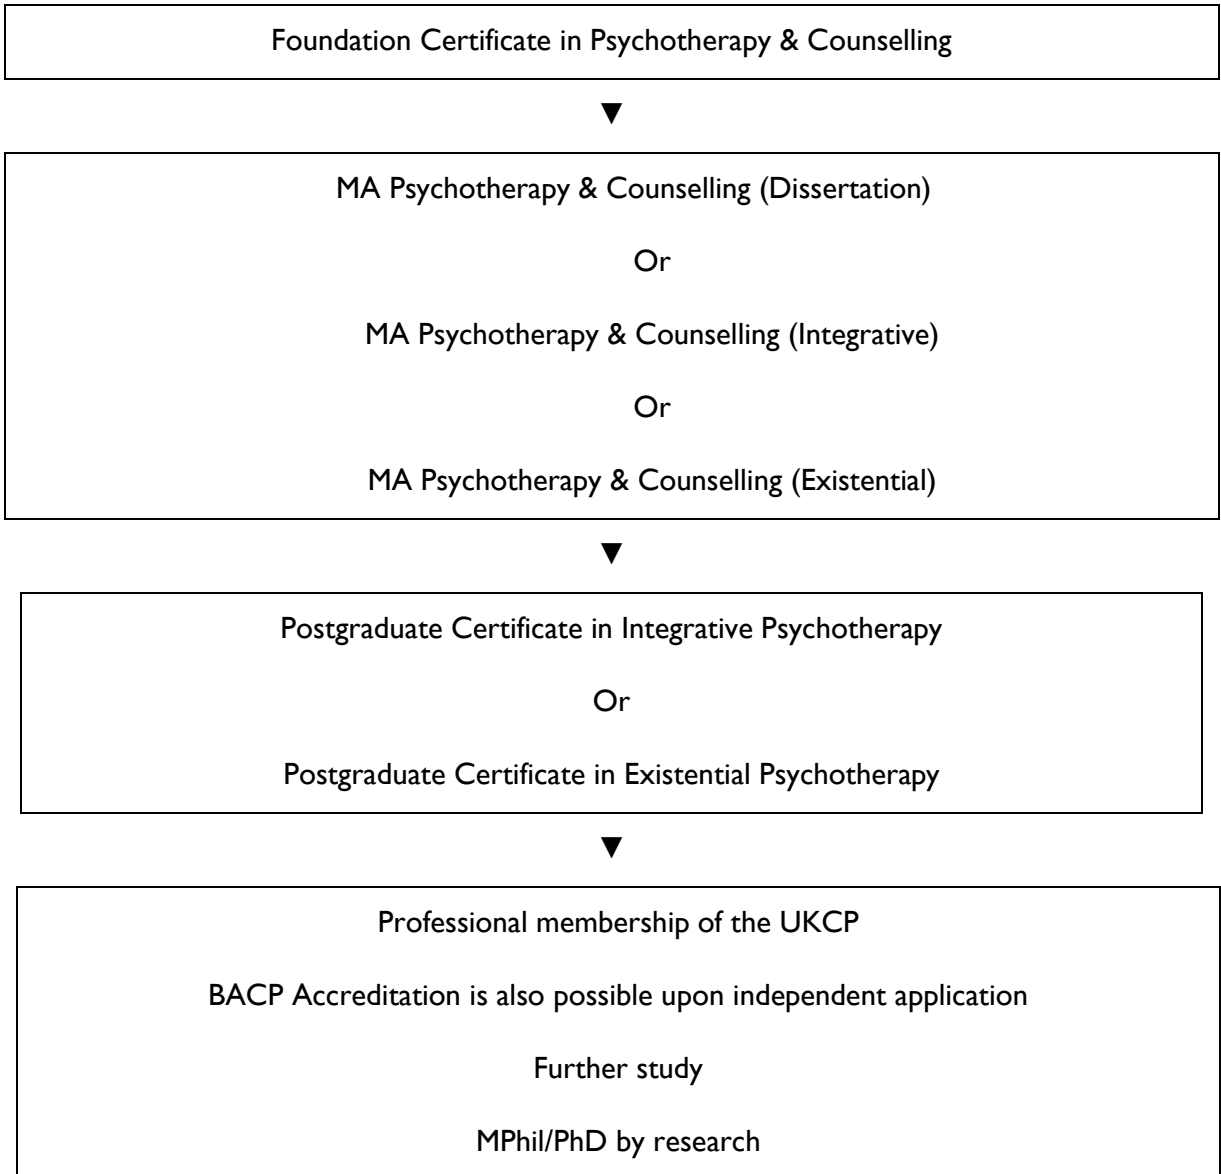 Foundation Certificate in Psychotherapy & Counselling
MA Psychotherapy & Counselling (Dissertation)
Or
MA Psychotherapy & Counselling (Integrative)
Or
MA Psychotherapy & Counselling (Existential)
Postgraduate Certificate in Integrative Psychotherapy
Or
Postgraduate Certificate in Existential Psychotherapy
Professional membership of the UKCP
BACP Accreditation is also possible upon independent application
Further study
MPhil/PhD by research